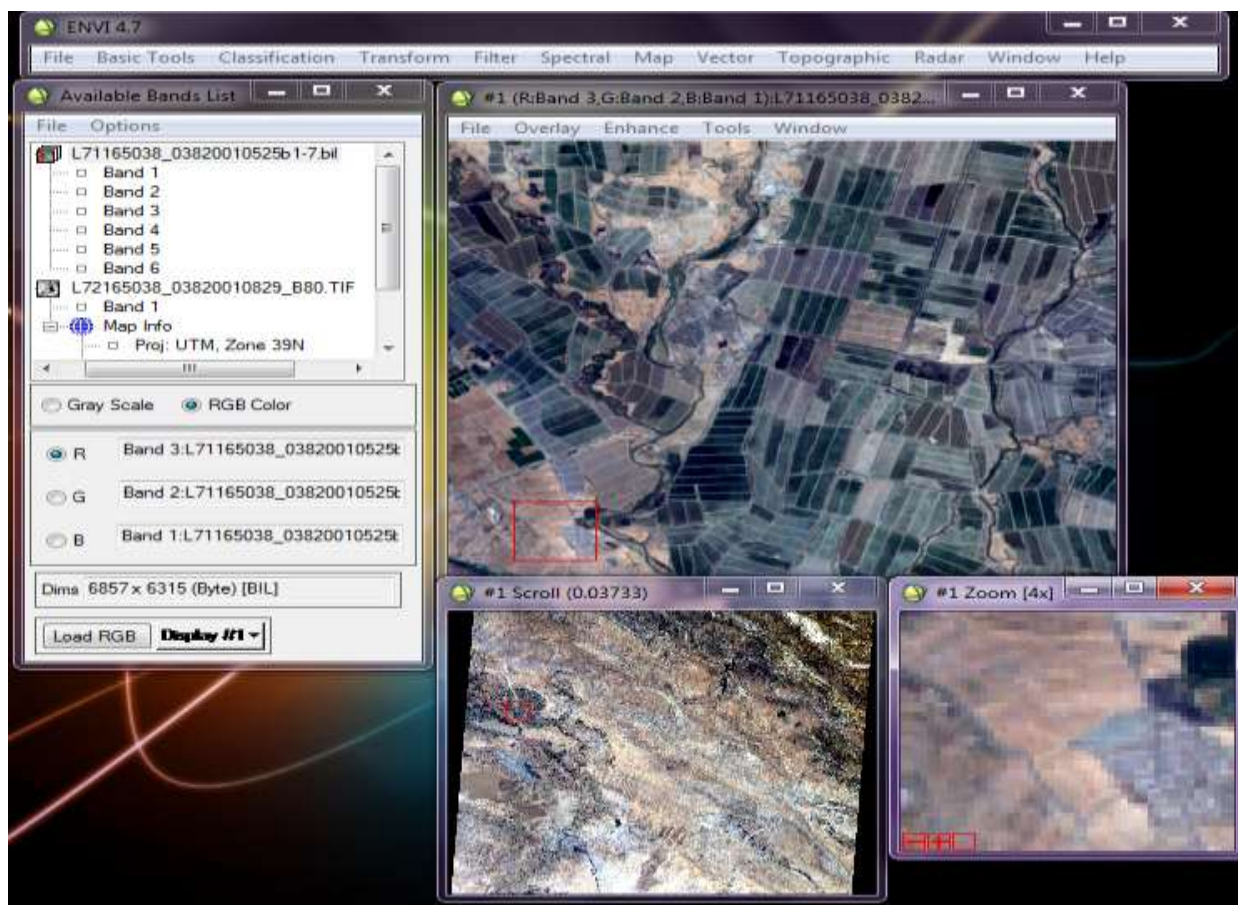 ENVI 4.7
File Basic Tools Classification Transform Filter Spectral Map Vector Topographic Radar Window Help
Available Bands List
File Options
L71165038_03820010525b1-7.bil
Band 1
Band 2
Band 3
Band 4
Band 5
Band 6
L72165038_03820010829_B80.TIF
Band 1
Map Info
Proj: UTM, Zone 39N
Gray Scale RGB Color
R Band 3:L71165038_03820010525b
G Band 2:L71165038_03820010525b
B Band 1:L71165038_03820010525b
Dims 6857 x 6315 (Byte) [BIL]
Load RGB Display #1
#1 (R:Band 3,G:Band 2,B:Band 1):L71165038_0382...
File Overlay Enhance Tools Window
#1 Scroll (0.03733)
#1 Zoom [4x]